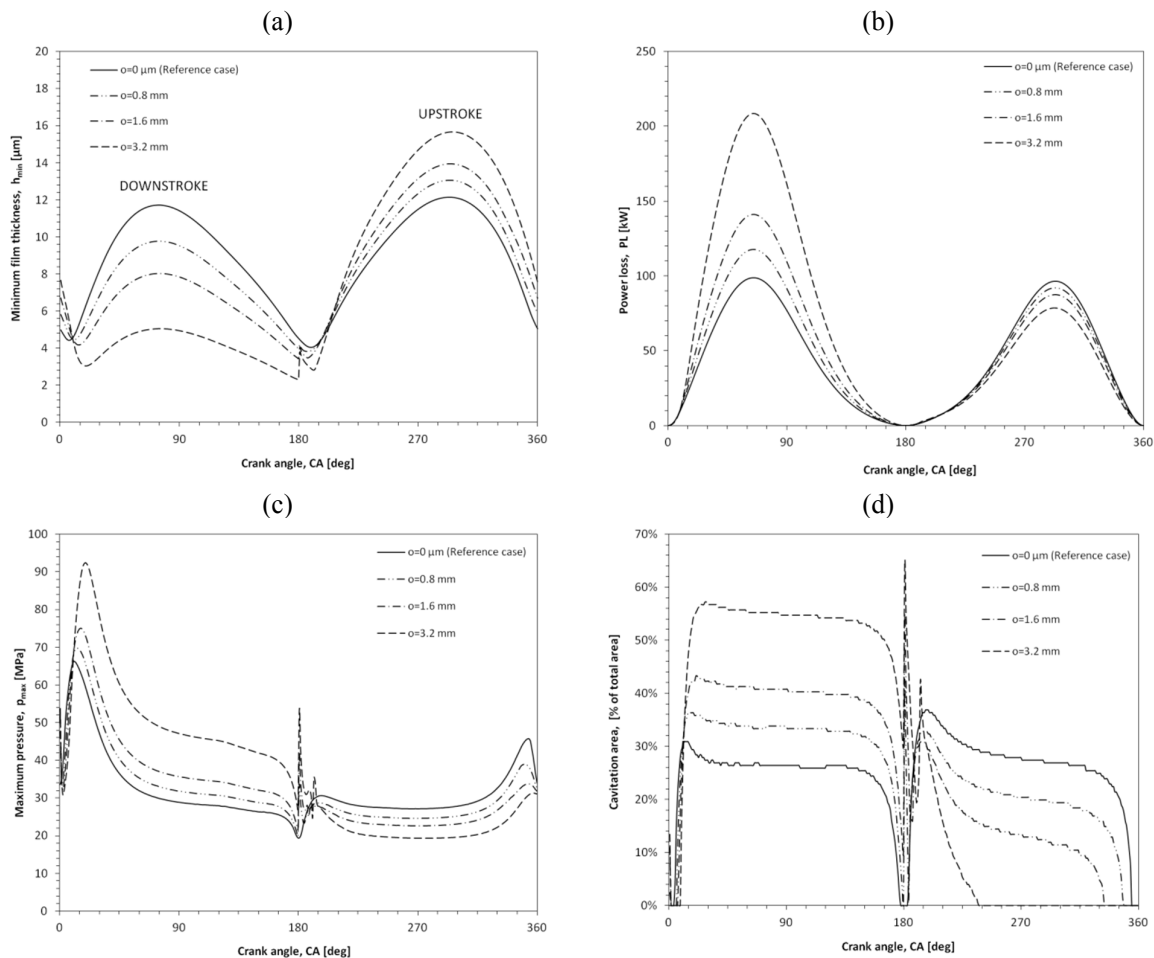 (a)
20
18
16
14
12
10
8
6
4
2
0
Minimum film thickness, hmin [µm]
o=0 µm (Reference case)
o=0.8 mm
o=1.6 mm
o=3.2 mm
DOWNSTROKE
UPSTROKE
0 90 180 270 360
Crank angle, CA [deg]
(b)
250
200
150
100
50
0
Power loss, PL [kW]
o=0 µm (Reference case)
o=0.8 mm
o=1.6 mm
o=3.2 mm
0 90 180 270 360
Crank angle, CA [deg]
(c)
100
90
80
70
60
50
40
30
20
10
0
Maximum pressure, pmax [MPa]
o=0 µm (Reference case)
o=0.8 mm
o=1.6 mm
o=3.2 mm
0 90 180 270 360
Crank angle, CA [deg]
(d)
70%
60%
50%
40%
30%
20%
10%
0%
Cavitation area, [% of total area]
o=0 µm (Reference case)
o=0.8 mm
o=1.6 mm
o=3.2 mm
0 90 180 270 360
Crank angle, CA [deg]